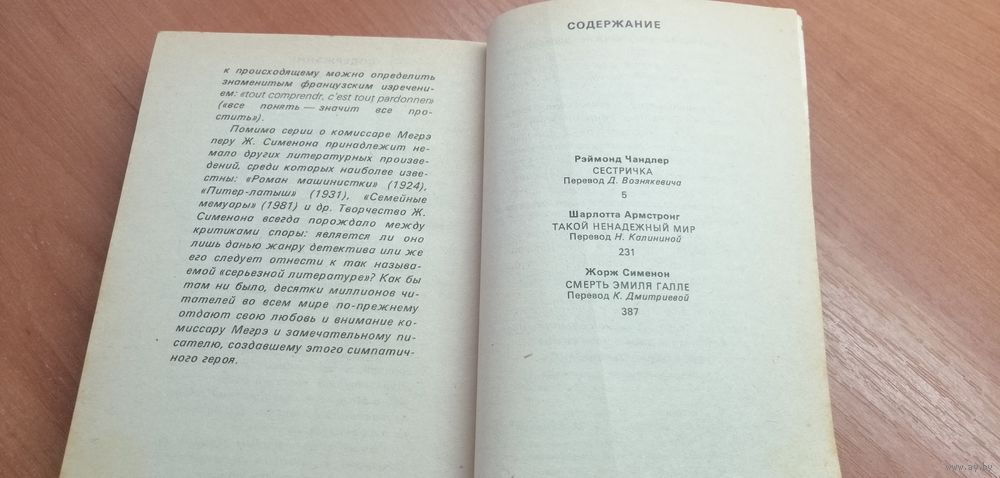 к происходящему можно определить
знаменитым французским изречени-
ем: «tout comprendr, c'est tout pardonner»
(«все понять — значит все про-
стить»).
Помимо серии о комиссаре Мегрэ
перу Ж. Сименона принадлежит не-
мало других литературных произве-
дений, среди которых наиболее изве-
стны: «Роман машинистки» (1924),
«Питер-латыш» (1931), «Семейные
мемуары» (1981) и др. Творчество Ж.
Сименона всегда порождало между
критиками споры: является ли оно
лишь данью жанру детектива или же
его следует отнести к так называ-
емой «серьезной литературе»? Как бы
там ни было, десятки миллионов чи-
тателей во всем мире по-прежнему
отдают свою любовь и внимание ко-
миссару Мегрэ и замечательному пи-
сателю, создавшему этого симпатич-
ного героя.
СОДЕРЖАНИЕ
Рэймонд Чандлер
СЕСТРИЧКА
Перевод Д. Вознякевича
5
Шарлотта Армстронг
ТАКОЙ НЕНАДЕЖНЫЙ МИР
Перевод Н. Калининой
231
Жорж Сименон
СМЕРТЬ ЭМИЛЯ ГАЛЛЕ
Перевод К. Дмитриевой
387
www.ay.by